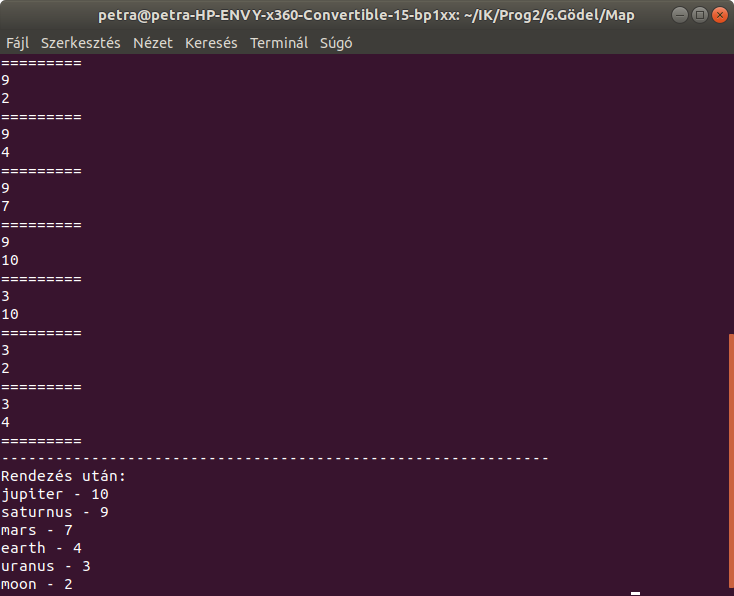 petra@petra-HP-ENVY-x360-Convertible-15-bp1xx: ~/IK/Prog2/6.Gödel/Map
Fájl Szerkesztés Nézet Keresés Terminál Súgó
=========
9
2
=========
9
4
=========
9
7
=========
9
10
=========
3
10
=========
3
2
=========
3
4
=========
-------------------------------------------------------------
Rendezés után:
jupiter - 10
saturnus - 9
mars - 7
earth - 4
uranus - 3
moon - 2